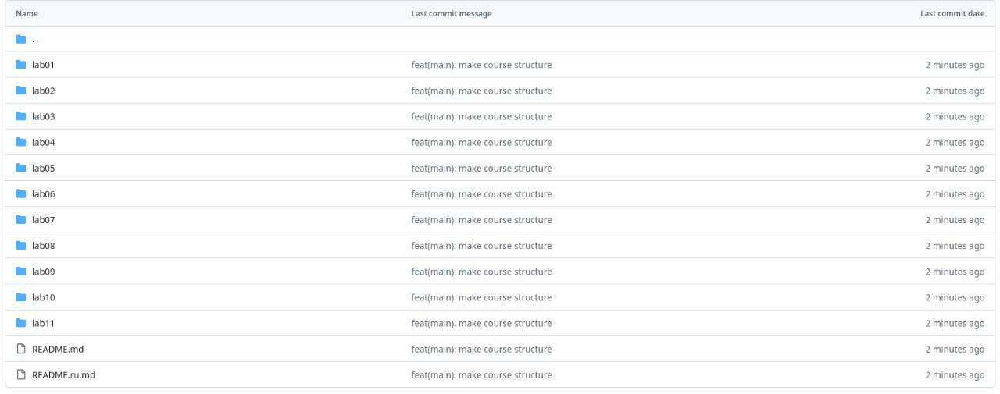 Name Last commit message Last commit date
..
lab01 feat(main): make course structure 2 minutes ago
lab02 feat(main): make course structure 2 minutes ago
lab03 feat(main): make course structure 2 minutes ago
lab04 feat(main): make course structure 2 minutes ago
lab05 feat(main): make course structure 2 minutes ago
lab06 feat(main): make course structure 2 minutes ago
lab07 feat(main): make course structure 2 minutes ago
lab08 feat(main): make course structure 2 minutes ago
lab09 feat(main): make course structure 2 minutes ago
lab10 feat(main): make course structure 2 minutes ago
lab11 feat(main): make course structure 2 minutes ago
README.md feat(main): make course structure 2 minutes ago
README.ru.md feat(main): make course structure 2 minutes ago